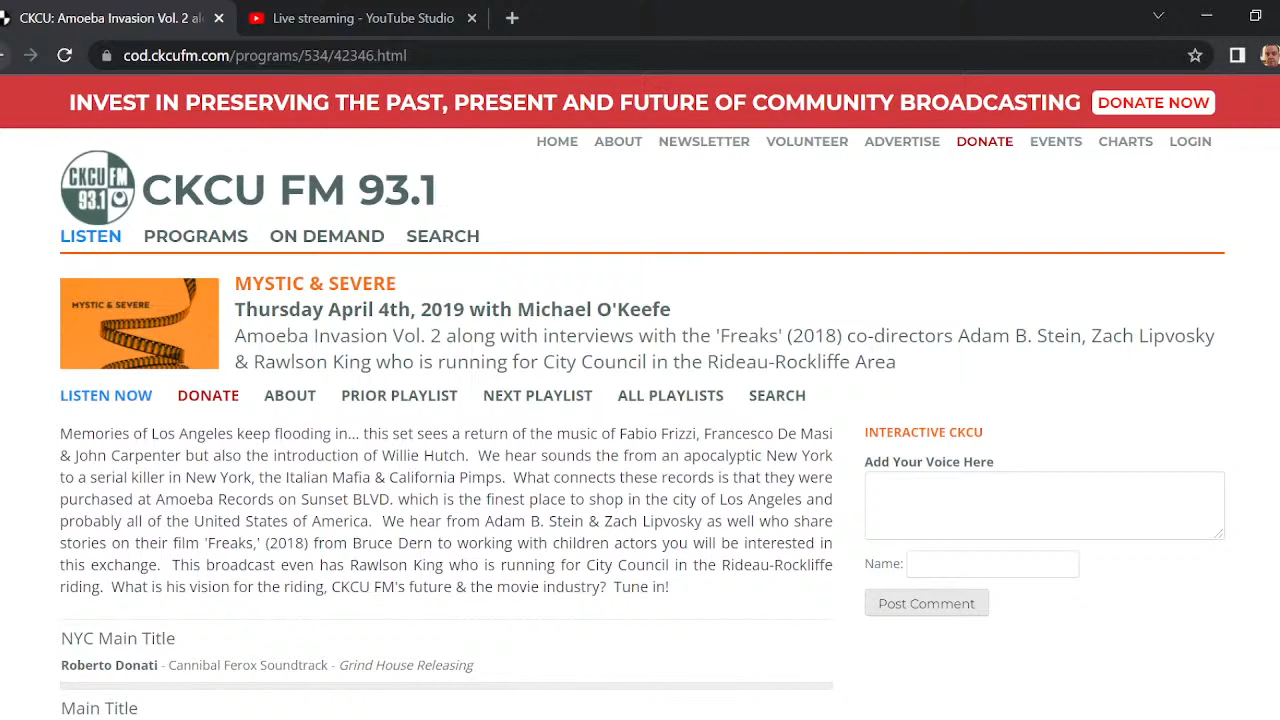 CKCU: Amoeba Invasion Vol. 2 al
Live streaming - YouTube Studio
cod.ckcufm.com/programs/534/42346.html
INVEST IN PRESERVING THE PAST, PRESENT AND FUTURE OF COMMUNITY BROADCASTING DONATE NOW
HOME ABOUT NEWSLETTER VOLUNTEER ADVERTISE DONATE EVENTS CHARTS LOGIN
CKCU FM
93.1
CKCU FM 93.1
LISTEN PROGRAMS ON DEMAND SEARCH
MYSTIC & SEVERE
MYSTIC & SEVERE
Thursday April 4th, 2019 with Michael O'Keefe
Amoeba Invasion Vol. 2 along with interviews with the 'Freaks' (2018) co-directors Adam B. Stein, Zach Lipvosky
& Rawlson King who is running for City Council in the Rideau-Rockliffe Area
LISTEN NOW DONATE ABOUT PRIOR PLAYLIST NEXT PLAYLIST ALL PLAYLISTS SEARCH
Memories of Los Angeles keep flooding in... this set sees a return of the music of Fabio Frizzi, Francesco De Masi
& John Carpenter but also the introduction of Willie Hutch. We hear sounds the from an apocalyptic New York
to a serial killer in New York, the Italian Mafia & California Pimps. What connects these records is that they were
purchased at Amoeba Records on Sunset BLVD. which is the finest place to shop in the city of Los Angeles and
probably all of the United States of America. We hear from Adam B. Stein & Zach Lipvosky as well who share
stories on their film 'Freaks,' (2018) from Bruce Dern to working with children actors you will be interested in
this exchange. This broadcast even has Rawlson King who is running for City Council in the Rideau-Rockliffe
riding. What is his vision for the riding, CKCU FM's future & the movie industry? Tune in!
INTERACTIVE CKCU
Add Your Voice Here
Name:
Post Comment
NYC Main Title
Roberto Donati - Cannibal Ferox Soundtrack - Grind House Releasing
Main Title